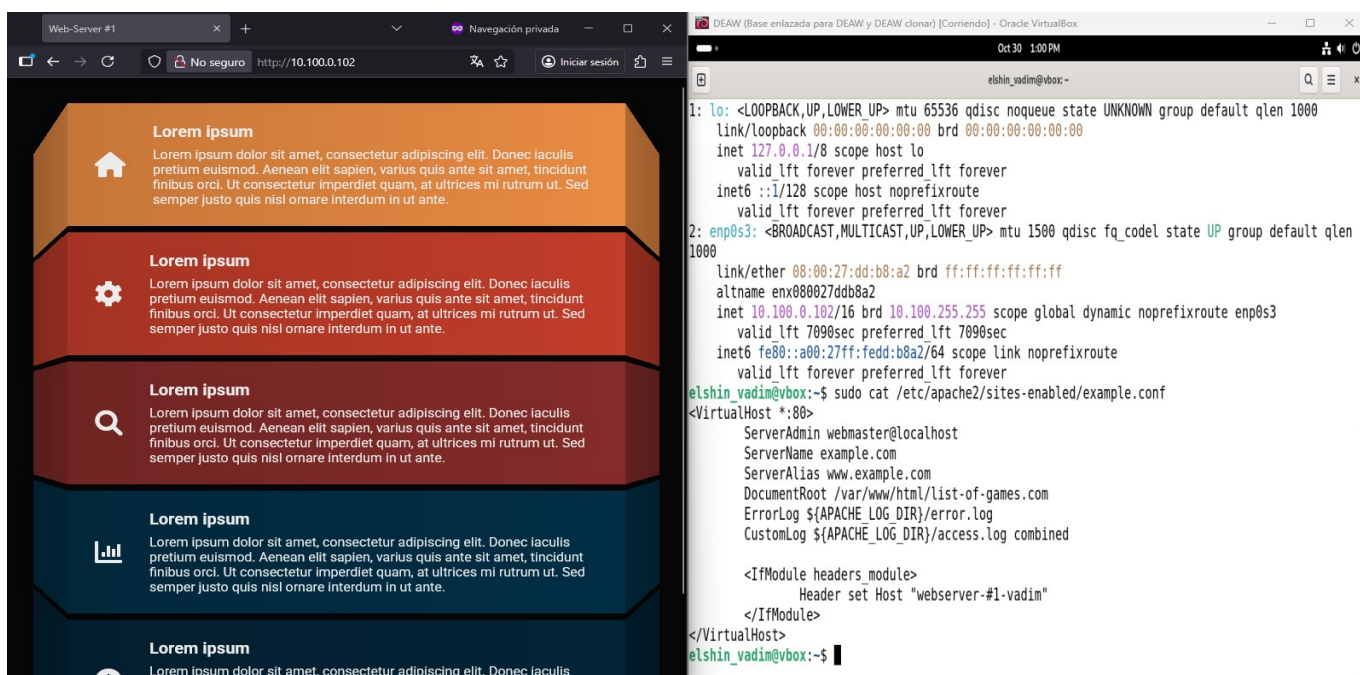 Web-Server #1
Navegación privada
No seguro http://10.100.0.102
Iniciar sesión
Lorem ipsum
Lorem ipsum dolor sit amet, consectetur adipiscing elit. Donec iaculis
pretium euismod. Aenean elit sapien, varius quis ante sit amet, tincidunt
finibus orci. Ut consectetur imperdiet quam, at ultrices mi rutrum ut. Sed
semper justo quis nisl ornare interdum in ut ante.
Lorem ipsum
Lorem ipsum dolor sit amet, consectetur adipiscing elit. Donec iaculis
pretium euismod. Aenean elit sapien, varius quis ante sit amet, tincidunt
finibus orci. Ut consectetur imperdiet quam, at ultrices mi rutrum ut. Sed
semper justo quis nisl ornare interdum in ut ante.
Lorem ipsum
Lorem ipsum dolor sit amet, consectetur adipiscing elit. Donec iaculis
pretium euismod. Aenean elit sapien, varius quis ante sit amet, tincidunt
finibus orci. Ut consectetur imperdiet quam, at ultrices mi rutrum ut. Sed
semper justo quis nisl ornare interdum in ut ante.
Lorem ipsum
Lorem ipsum dolor sit amet, consectetur adipiscing elit. Donec iaculis
pretium euismod. Aenean elit sapien, varius quis ante sit amet, tincidunt
finibus orci. Ut consectetur imperdiet quam, at ultrices mi rutrum ut. Sed
semper justo quis nisl ornare interdum in ut ante.
Lorem ipsum
Lorem ipsum dolor sit amet, consectetur adipiscing elit. Donec iaculis
DEAW (Base enlazada para DEAW y DEAW clonar) [Corriendo] - Oracle VirtualBox
Oct 30 1:00 PM
elshin_vadim@vbox: ~
1: lo: <LOOPBACK,UP,LOWER_UP> mtu 65536 qdisc noqueue state UNKNOWN group default qlen 1000
link/loopback 00:00:00:00:00:00 brd 00:00:00:00:00:00
inet 127.0.0.1/8 scope host lo
valid_lft forever preferred_lft forever
inet6 ::1/128 scope host noprefixroute
valid_lft forever preferred_lft forever
2: enp0s3: <BROADCAST,MULTICAST,UP,LOWER_UP> mtu 1500 qdisc fq_codel state UP group default qlen
1000
link/ether 08:00:27:dd:b8:a2 brd ff:ff:ff:ff:ff:ff
altname enx080027ddb8a2
inet 10.100.0.102/16 brd 10.100.255.255 scope global dynamic noprefixroute enp0s3
valid_lft 7090sec preferred_lft 7090sec
inet6 fe80::a00:27ff:fedd:b8a2/64 scope link noprefixroute
valid_lft forever preferred_lft forever
elshin_vadim@vbox:~$ sudo cat /etc/apache2/sites-enabled/example.conf
<VirtualHost *:80>
ServerAdmin webmaster@localhost
ServerName example.com
ServerAlias www.example.com
DocumentRoot /var/www/html/list-of-games.com
ErrorLog ${APACHE_LOG_DIR}/error.log
CustomLog ${APACHE_LOG_DIR}/access.log combined
<IfModule headers_module>
Header set Host "webserver-#1-vadim"
</IfModule>
</VirtualHost>
elshin_vadim@vbox:~$